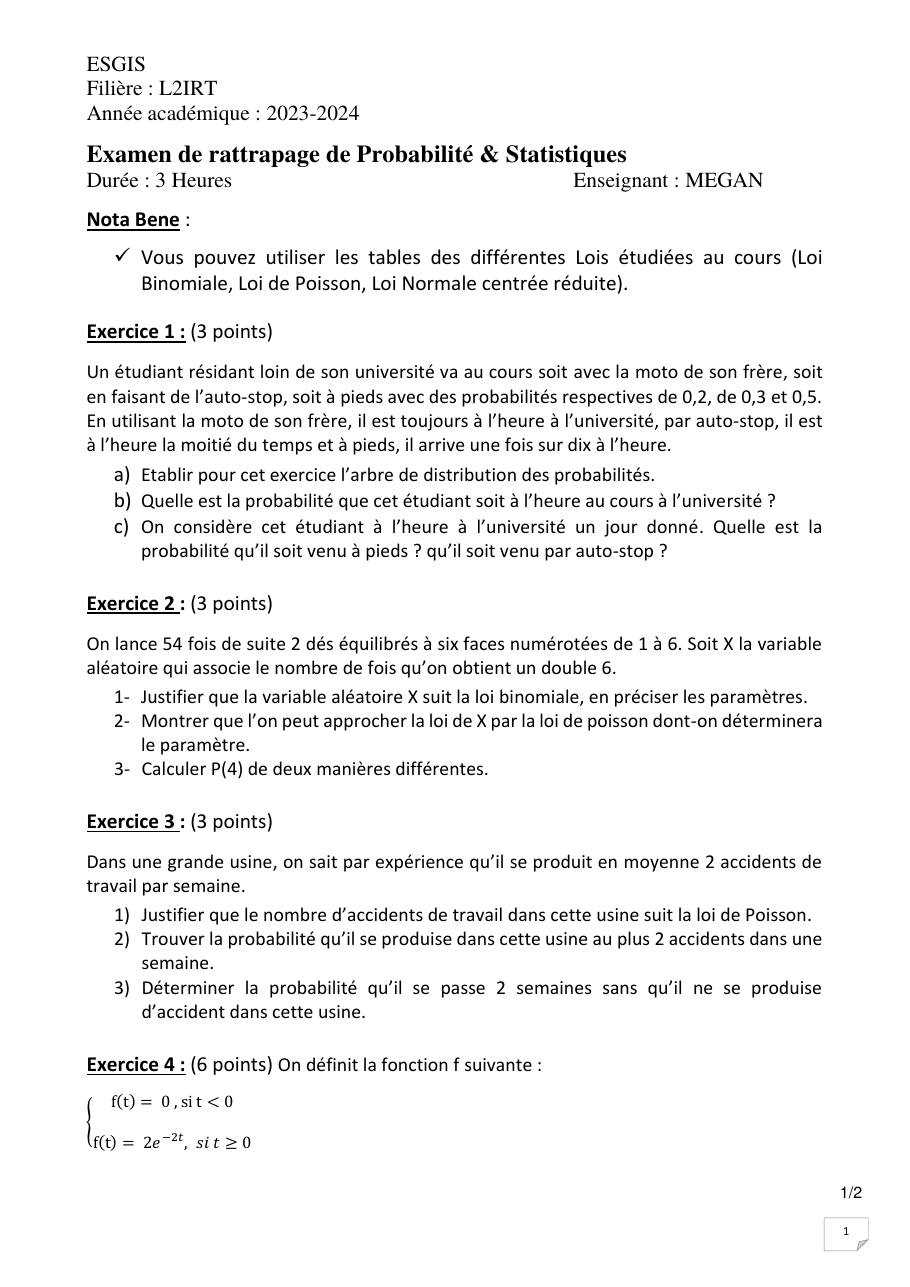 ESGIS
Filière : L2IRT
Année académique : 2023-2024
Examen de rattrapage de Probabilité & Statistiques
Durée : 3 Heures Enseignant : MEGAN
Nota Bene :
✓ Vous pouvez utiliser les tables des différentes Lois étudiées au cours (Loi
Binomiale, Loi de Poisson, Loi Normale centrée réduite).
Exercice 1 : (3 points)
Un étudiant résidant loin de son université va au cours soit avec la moto de son frère, soit
en faisant de l’auto-stop, soit à pieds avec des probabilités respectives de 0,2, de 0,3 et 0,5.
En utilisant la moto de son frère, il est toujours à l’heure à l’université, par auto-stop, il est
à l’heure la moitié du temps et à pieds, il arrive une fois sur dix à l’heure.
a) Etablir pour cet exercice l’arbre de distribution des probabilités.
b) Quelle est la probabilité que cet étudiant soit à l’heure au cours à l’université ?
c) On considère cet étudiant à l’heure à l’université un jour donné. Quelle est la
probabilité qu’il soit venu à pieds ? qu’il soit venu par auto-stop ?
Exercice 2 : (3 points)
On lance 54 fois de suite 2 dés équilibrés à six faces numérotées de 1 à 6. Soit X la variable
aléatoire qui associe le nombre de fois qu’on obtient un double 6.
1- Justifier que la variable aléatoire X suit la loi binomiale, en préciser les paramètres.
2- Montrer que l’on peut approcher la loi de X par la loi de poisson dont-on déterminera
le paramètre.
3- Calculer P(4) de deux manières différentes.
Exercice 3 : (3 points)
Dans une grande usine, on sait par expérience qu’il se produit en moyenne 2 accidents de
travail par semaine.
1) Justifier que le nombre d’accidents de travail dans cette usine suit la loi de Poisson.
2) Trouver la probabilité qu’il se produise dans cette usine au plus 2 accidents dans une
semaine.
3) Déterminer la probabilité qu’il se passe 2 semaines sans qu’il ne se produise
d’accident dans cette usine.
Exercice 4 : (6 points) On définit la fonction f suivante :
f(t) = 0 , si t < 0
f(t) = 2e^{−2t}, si t ≥ 0
1/2
1